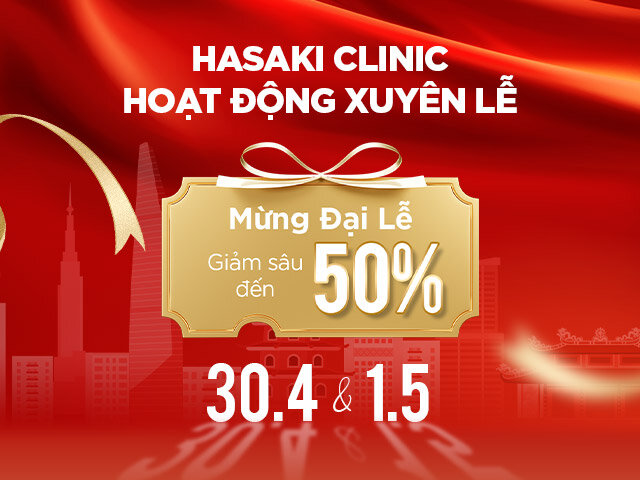 HASAKI CLINIC
HOẠT ĐỘNG XUYÊN LỄ
Mừng Đại Lễ
Giảm sâu
đến
50%
30.4 & 1.5